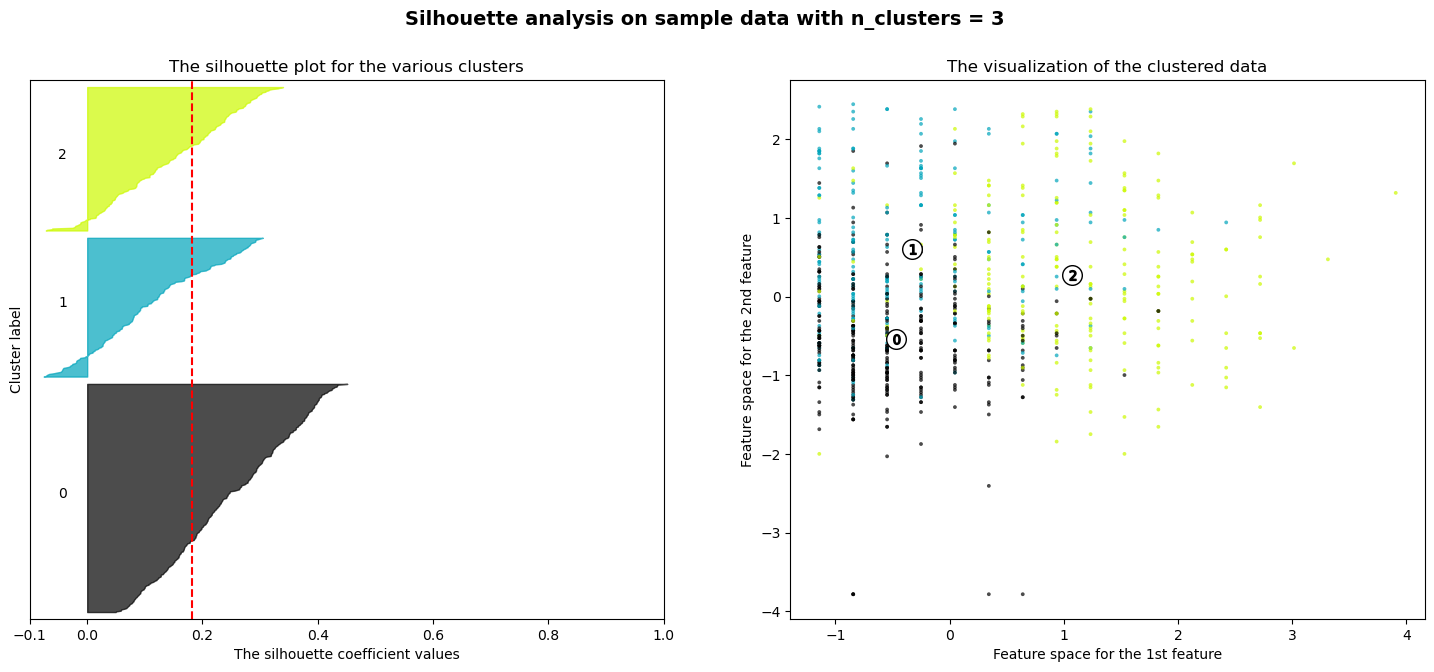 Silhouette analysis on sample data with n_clusters = 3
The silhouette plot for the various clusters
Cluster label
2
1
0
−0.1 0.0 0.2 0.4 0.6 0.8 1.0
The silhouette coefficient values
The visualization of the clustered data
Feature space for the 2nd feature
2
1
0
−1
−2
−3
−4
1
2
0
−1 0 1 2 3 4
Feature space for the 1st feature